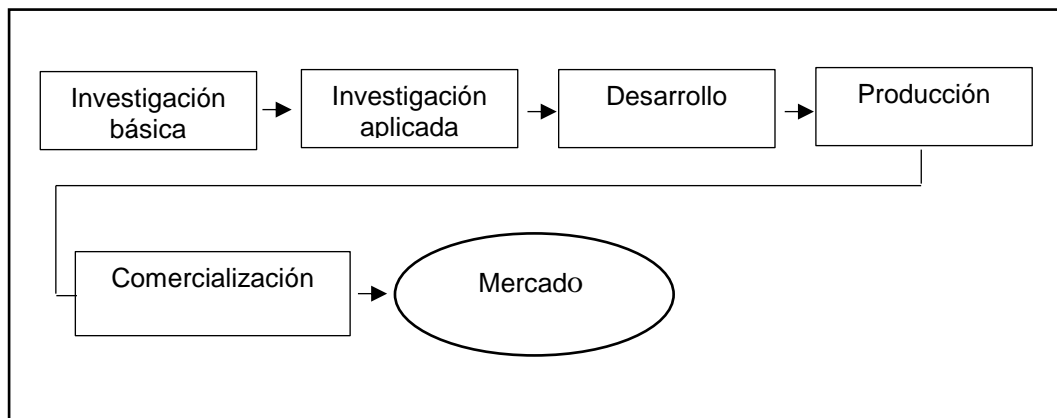 Investigación
básica
Investigación
aplicada
Desarrollo
Producción
Comercialización
Mercado